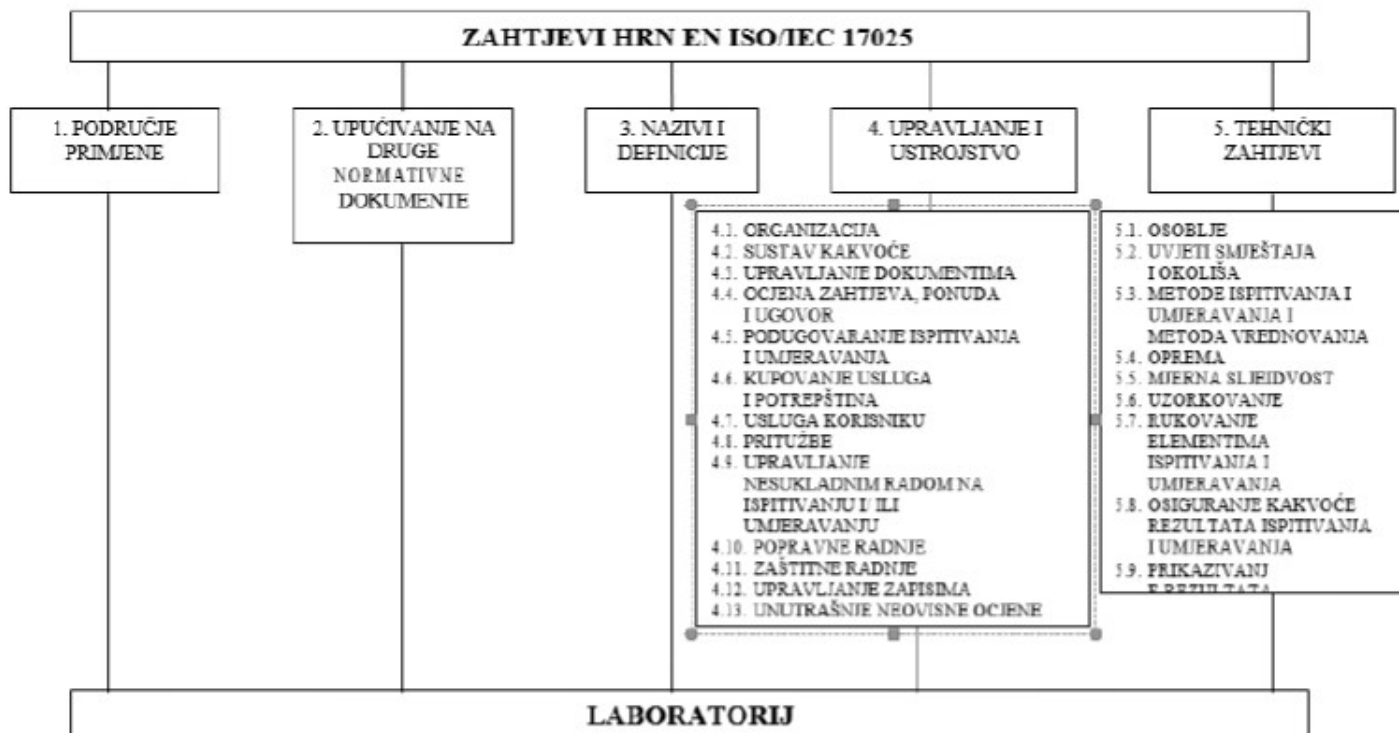 ZAHTJEVI HRN EN ISO/IEC 17025
1. PODRUČJE
PRIMJENE
2. UPUĆIVANJE NA
DRUGE
NORMATIVNE
DOKUMENTE
3. NAZIVI I
DEFINICIJE
4. UPRAVLJANJE I
USTROJSTVO
5. TEHNIČKI
ZAHTJEVI
4.1. ORGANIZACIJA
4.2. SUSTAV KAKVOĆE
4.3. UPRAVLJANJE DOKUMENTIMA
4.4. OCJENA ZAHTJEVA, PONUDA
I UGOVOR
4.5. PODUGOVARANJE ISPITIVANJA
I UMJERAVANJA
4.6. KUPOVANJE USLUGA
I POTREPŠTINA
4.7. USLUGA KORISNIKU
4.8. PRITUŽBE
4.9. UPRAVLJANJE
NESUKLADNIM RADOM NA
ISPITIVANJU I/ ILI
UMJERAVANJU
4.10. POPRAVNE RADNJE
4.11. ZAŠTITNE RADNJE
4.12. UPRAVLJANJE ZAPISIMA
4.13. UNUTRAŠNJE NEOVISNE OCJENE
5.1. OSOBLJE
5.2. UVJETI SMJEŠTAJA
I OKOLIŠA
5.3. METODE ISPITIVANJA I
UMJERAVANJA I
METODA VREDNOVANJA
5.4. OPREMA
5.5. MJERNA SLJEIDVOST
5.6. UZORKOVANJE
5.7. RUKOVANJE
ELEMENTIMA
ISPITIVANJA I
UMJERAVANJA
5.8. OSIGURANJE KAKVOĆE
REZULTATA ISPITIVANJA
I UMJERAVANJA
5.9. PRIKAZIVANJ
E REZULTATA
LABORATORIJ